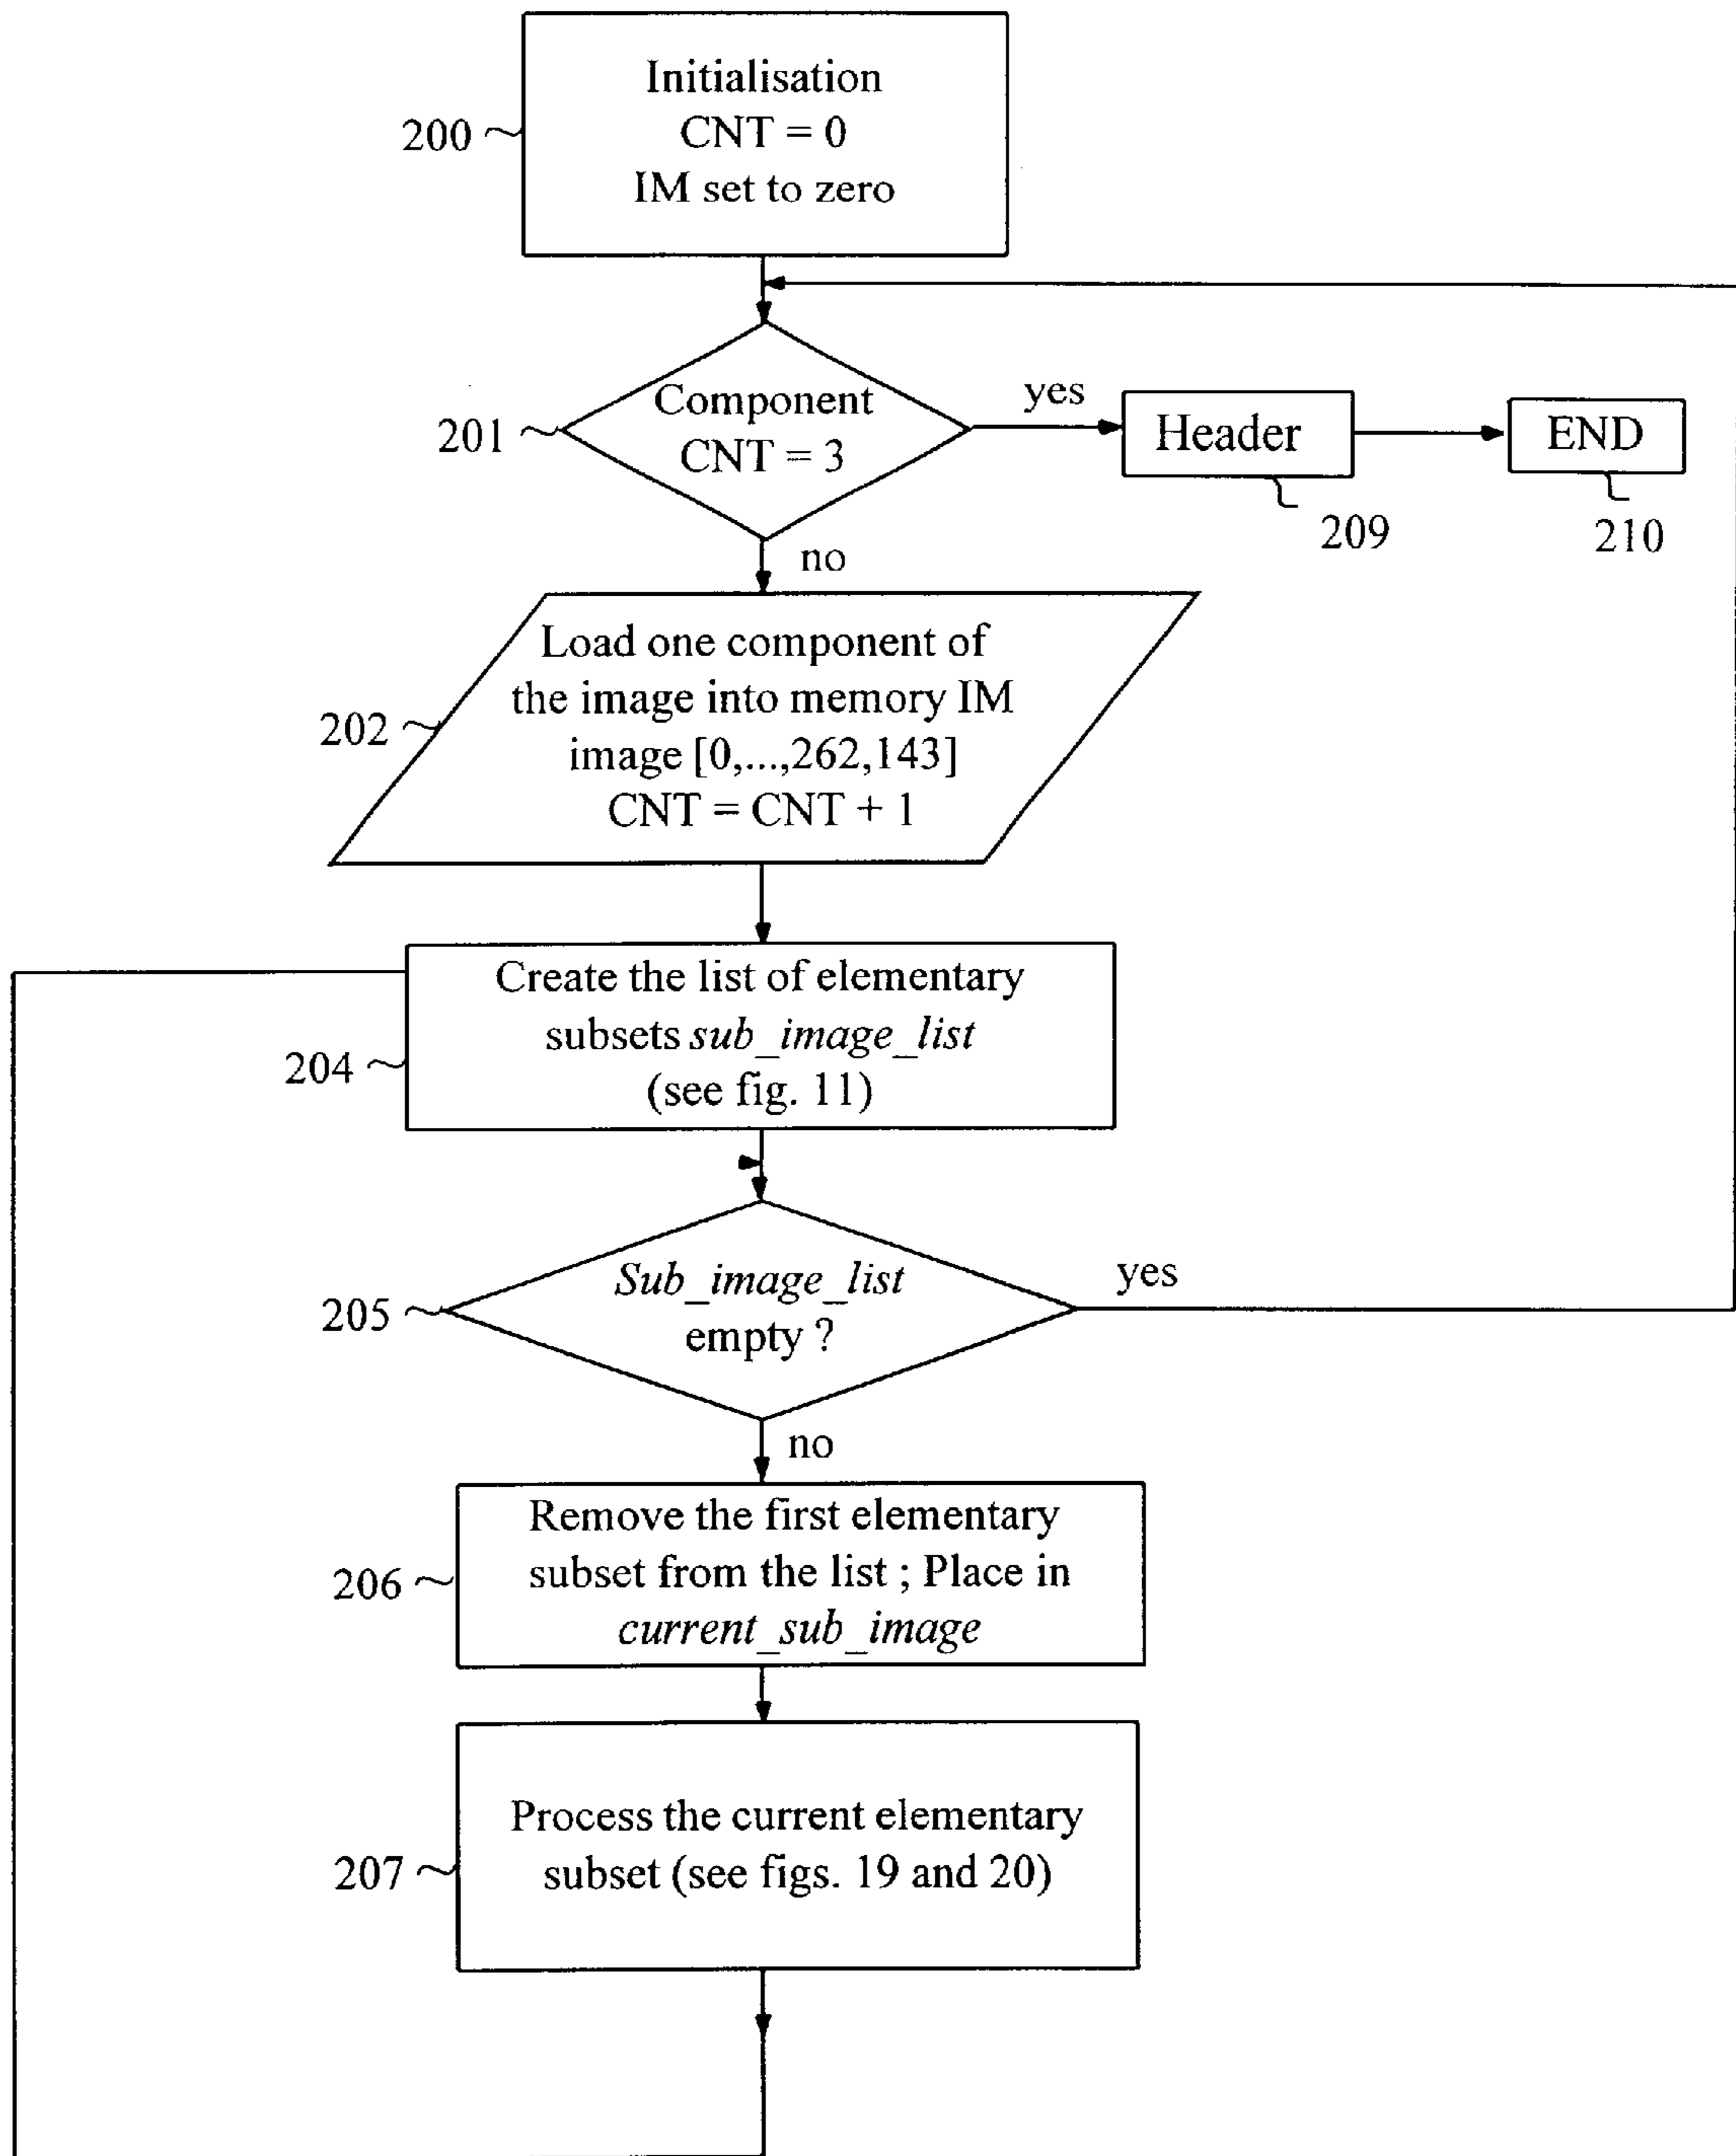 Initialisation
CNT = 0
IM set to zero
200
Component
CNT = 3
201
yes
Header
209
END
210
no
Load one component of
the image into memory IM
image [0,...,262,143]
CNT = CNT + 1
202
Create the list of elementary
subsets sub_image_list
(see fig. 11)
204
Sub_image_list
empty ?
205
yes
no
Remove the first elementary
subset from the list ; Place in
current_sub_image
206
Process the current elementary
subset (see figs. 19 and 20)
207